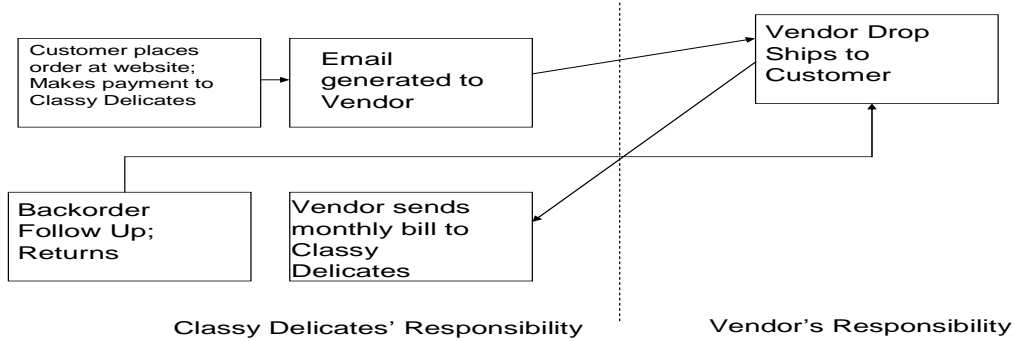 Customer places
order at website;
Makes payment to
Classy Delicates
Email
generated to
Vendor
Vendor Drop
Ships to
Customer
Backorder
Follow Up;
Returns
Vendor sends
monthly bill to
Classy
Delicates
Classy Delicates’ Responsibility
Vendor’s Responsibility